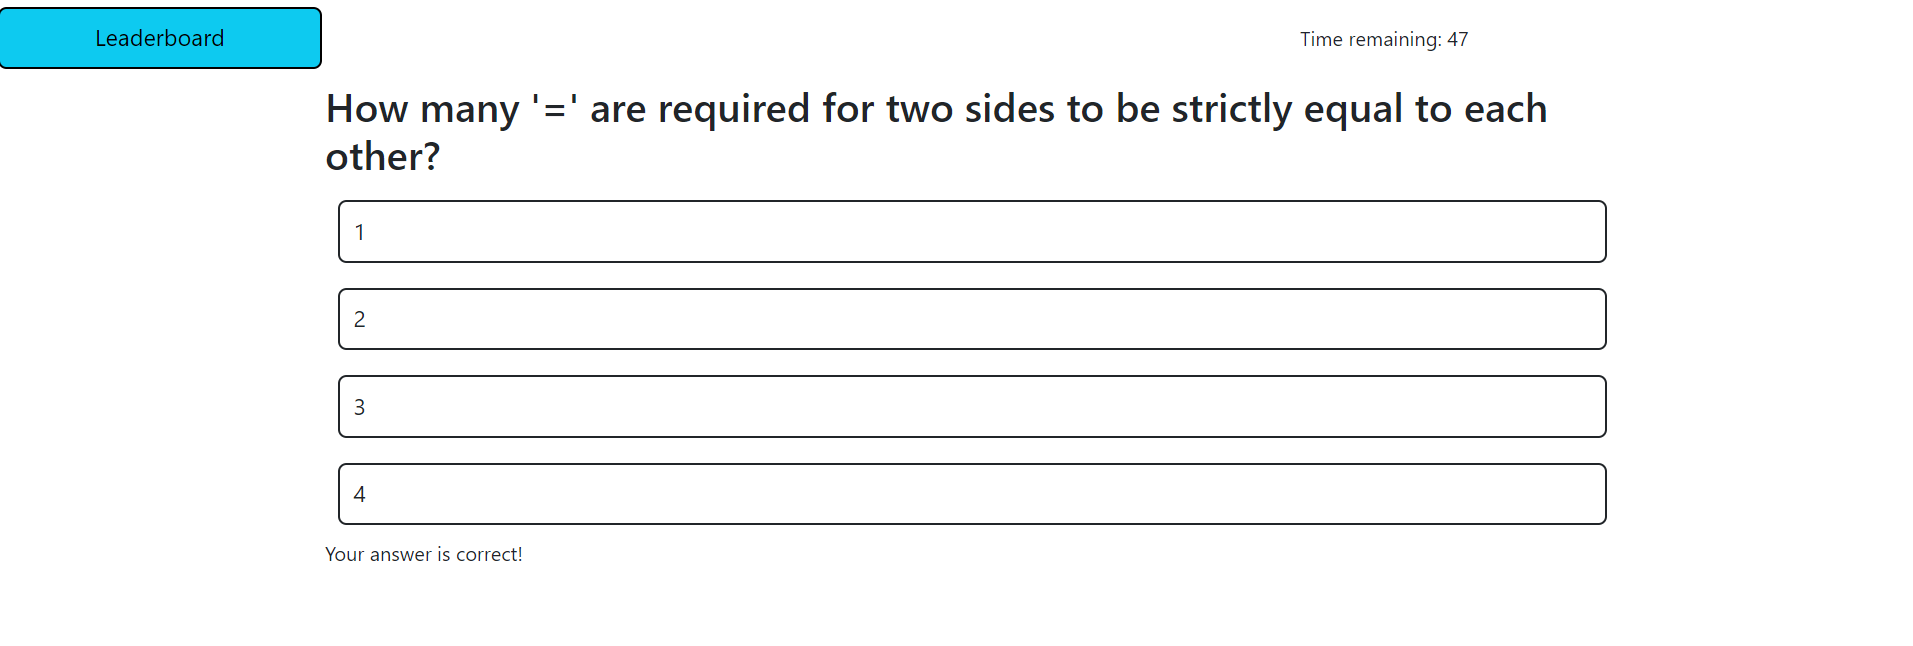 Leaderboard
Time remaining: 47
How many '=' are required for two sides to be strictly equal to each
other?
1
2
3
4
Your answer is correct!